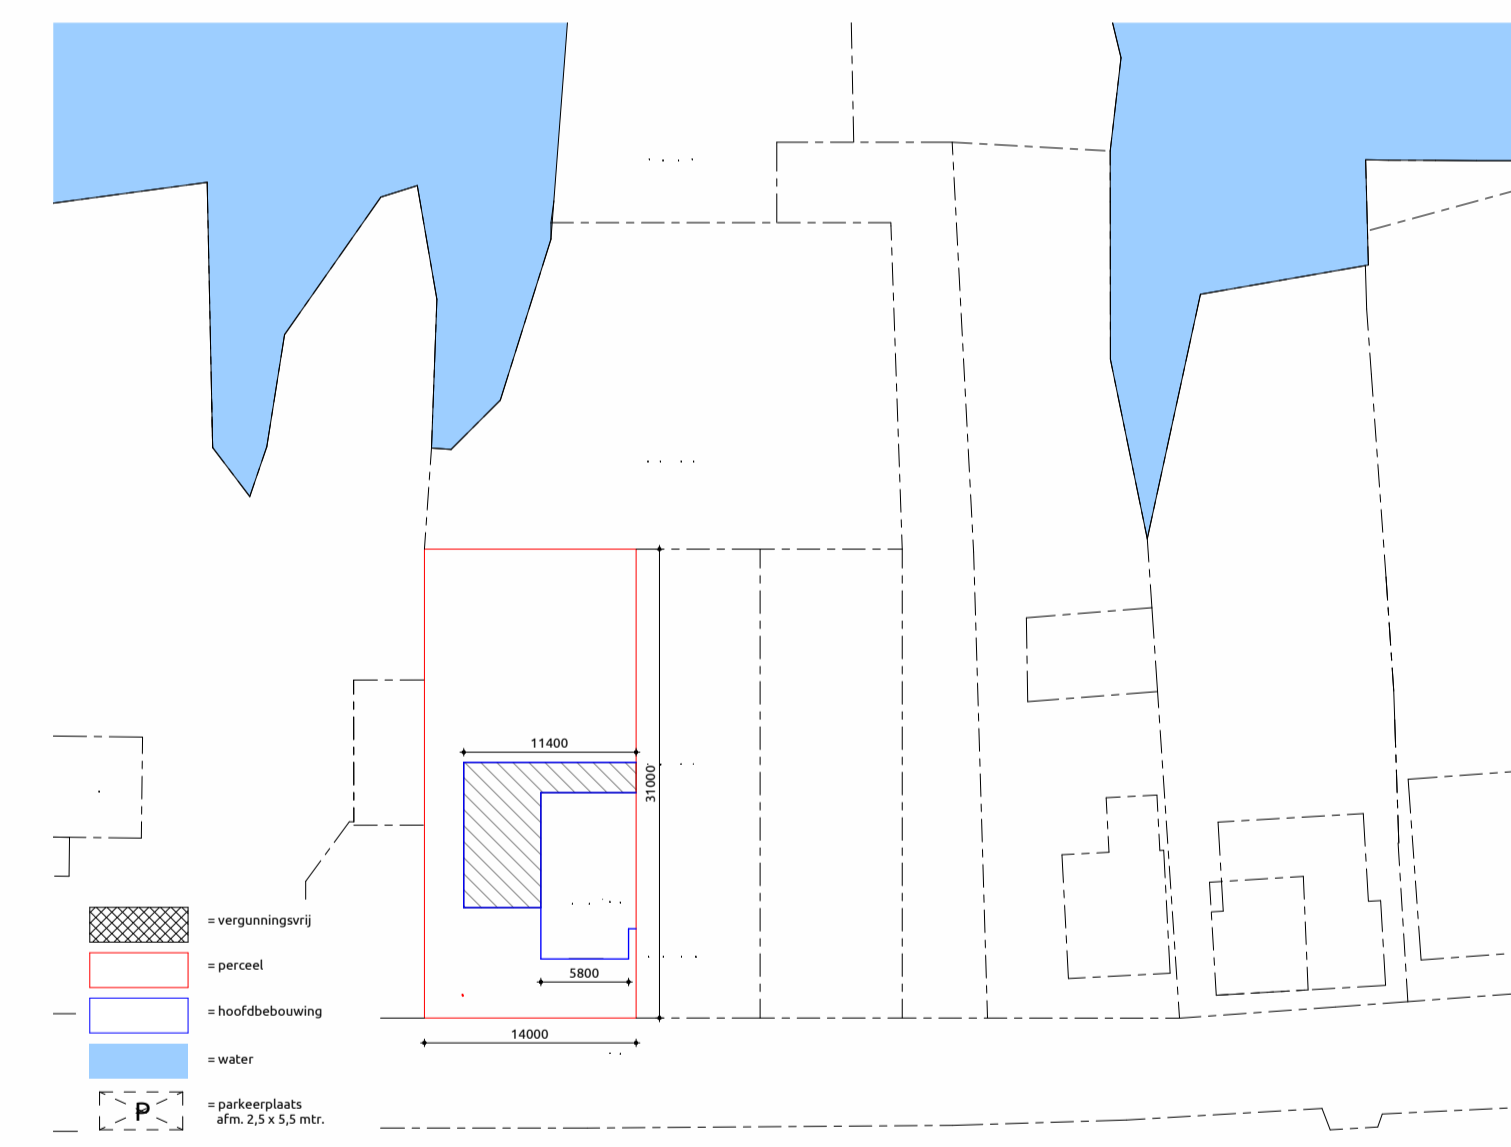 11400
31000
5800
14000
= vergunningsvrij
= perceel
= hoofdbebouwing
= water
P
= parkeerplaats
afm. 2,5 x 5,5 mtr.